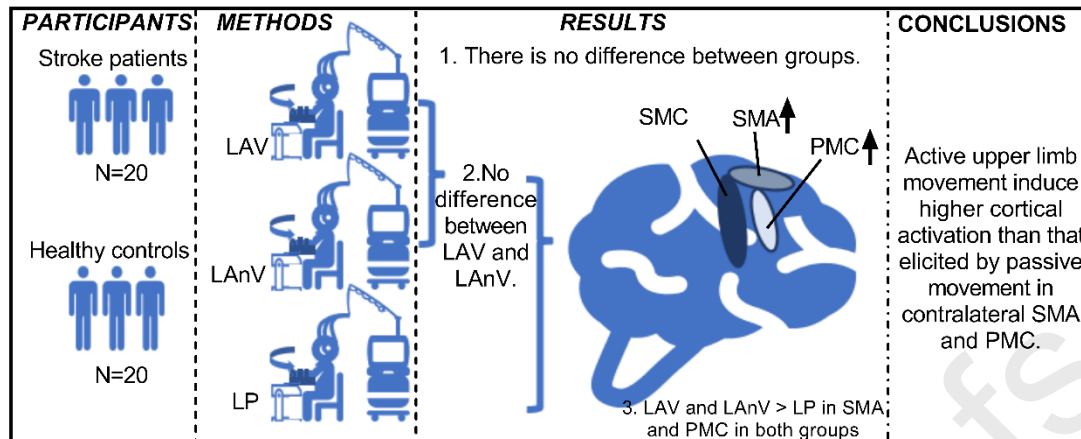 PARTICIPANTS
Stroke patients
N=20
Healthy controls
N=20
METHODS
LAV
LAnV
LP
RESULTS
1. There is no difference between groups.
2.No
difference
between
LAV and
LAnV.
SMC
SMA
PMC
3. LAV and LAnV > LP in SMA
and PMC in both groups
CONCLUSIONS
Active upper limb
movement induce
higher cortical
activation than that
elicited by passive
movement in
contralateral SMA
and PMC.
fs